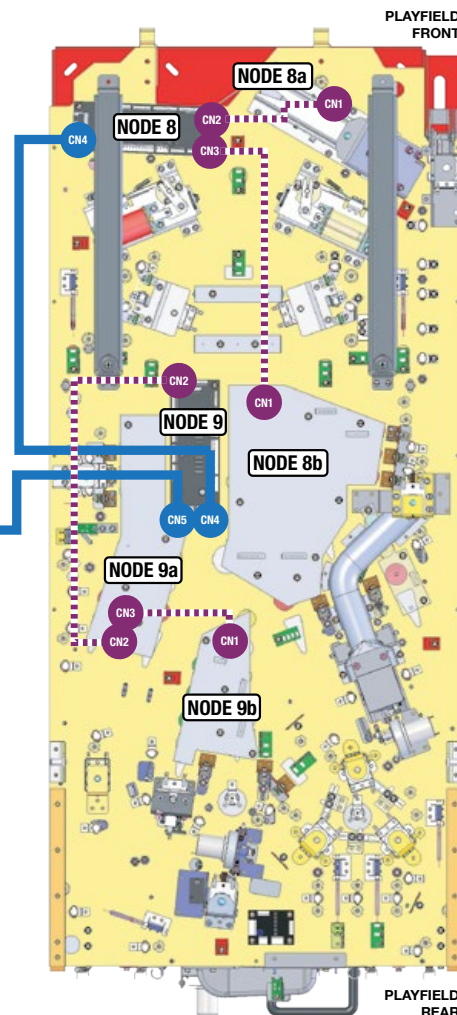 PLAYFIELD
FRONT
NODE 8a
CN1
NODE 8
CN2
CN4
CN3
CN2
CN1
NODE 9
NODE 8b
CN5
CN4
NODE 9a
CN3
CN2
CN1
NODE 9b
PLAYFIELD
REAR